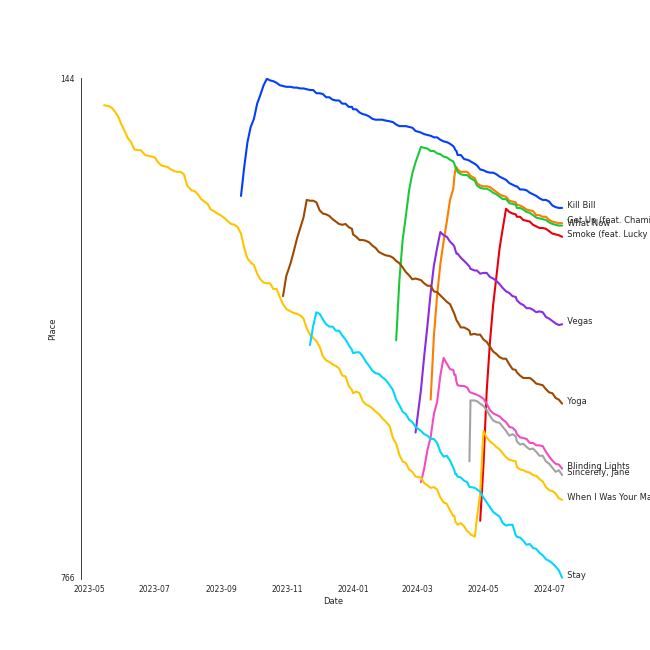 144
Kill Bill
Get Up (feat. Chami
What Now
Smoke (feat. Lucky
Place
Vegas
Yoga
Blinding Lights
Sincerely, Jane
When I Was Your Ma
Stay
766
2023-05 2023-07 2023-09 2023-11 2024-01 2024-03 2024-05 2024-07
Date